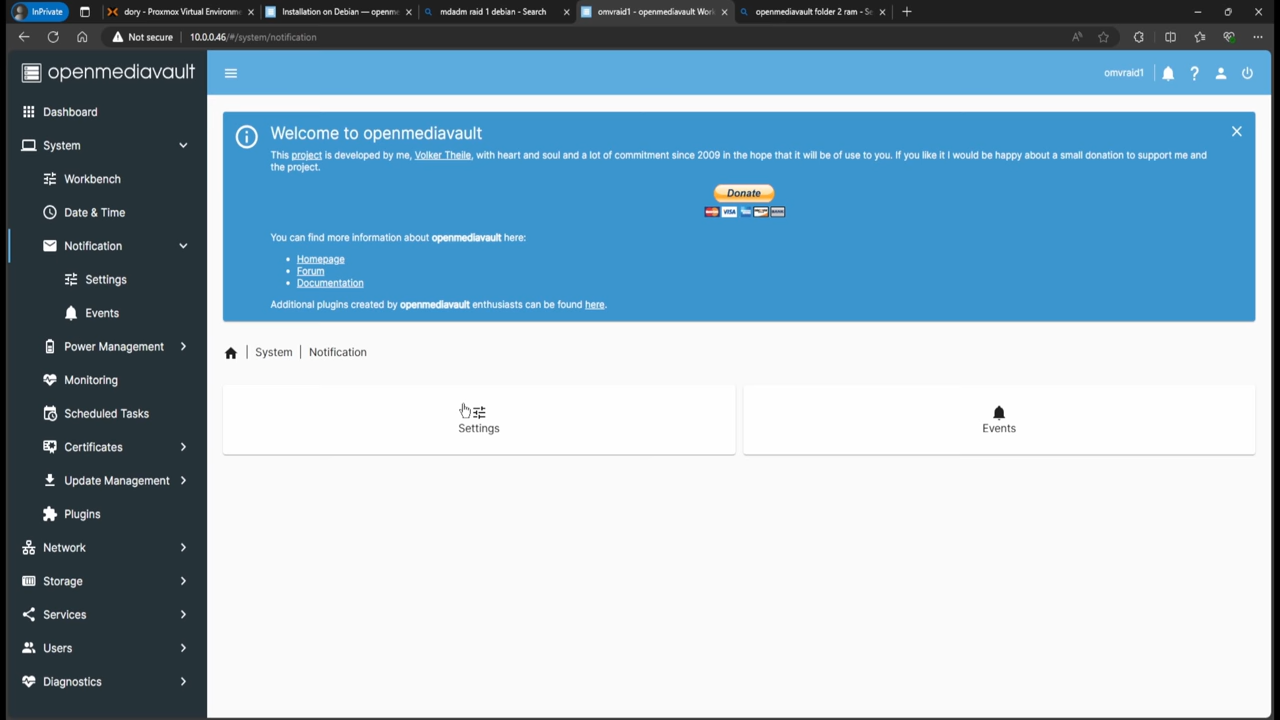 InPrivate
dory - Proxmox Virtual Environme
Installation on Debian — openme
mdadm raid 1 debian - Search
omvraid1 - openmediavault Work
openmediavault folder 2 ram - Se
Not secure
10.0.0.46/#/system/notification
openmediavault
omvraid1
Dashboard
System
Workbench
Date & Time
Notification
Settings
Events
Power Management
Monitoring
Scheduled Tasks
Certificates
Update Management
Plugins
Network
Storage
Services
Users
Diagnostics
Welcome to openmediavault
This project is developed by me, Volker Theile, with heart and soul and a lot of commitment since 2009 in the hope that it will be of use to you. If you like it I would be happy about a small donation to support me and
the project.
Donate
VISA
You can find more information about openmediavault here:
• Homepage
• Forum
• Documentation
Additional plugins created by openmediavault enthusiasts can be found here.
System | Notification
Settings
Events